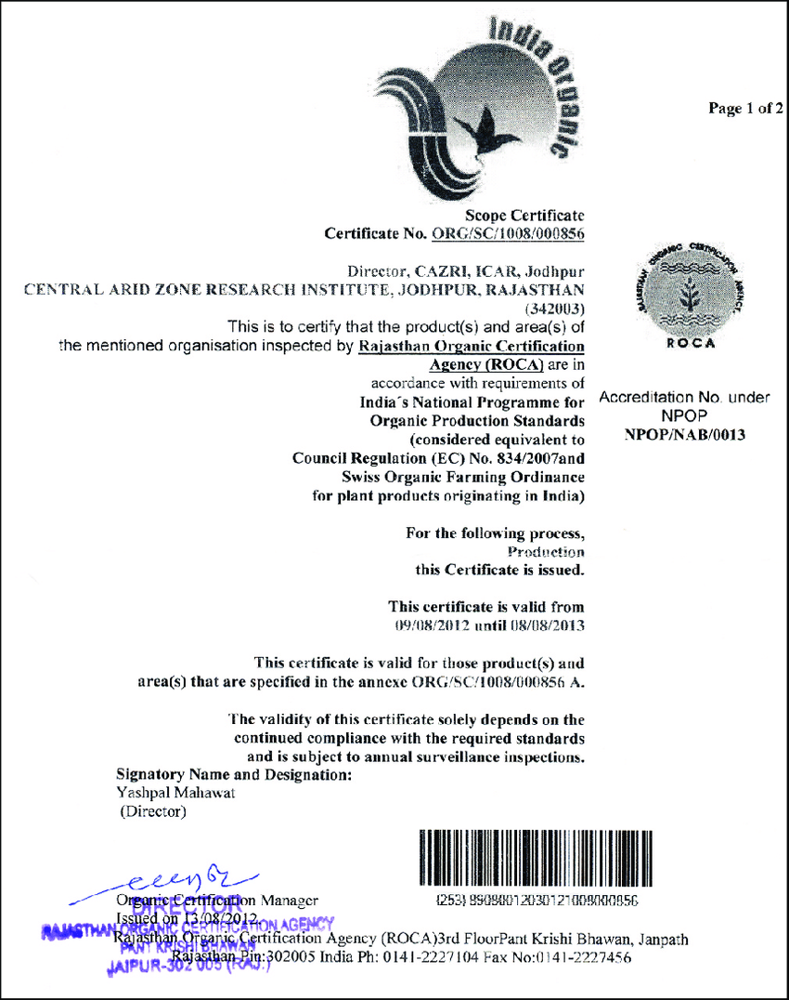 India Organic
Page 1 of 2
Scope Certificate
Certificate No. ORG/SC/1008/000856
Director, CAZRI, ICAR, Jodhpur
CENTRAL ARID ZONE RESEARCH INSTITUTE, JODHPUR, RAJASTHAN
(342003)
This is to certify that the product(s) and area(s) of
the mentioned organisation inspected by Rajasthan Organic Certification
Agency (ROCA) are in
accordance with requirements of
India´s National Programme for
Organic Production Standards
(considered equivalent to
Council Regulation (EC) No. 834/2007and
Swiss Organic Farming Ordinance
for plant products originating in India)
RAJASTHAN ORGANIC CERTIFICATION AGENCY.
ROCA
Accreditation No. under
NPOP
NPOP/NAB/0013
For the following process,
Production
this Certificate is issued.
This certificate is valid from
09/08/2012 until 08/08/2013
This certificate is valid for those product(s) and
area(s) that are specified in the annexe ORG/SC/1008/000856 A.
The validity of this certificate solely depends on the
continued compliance with the required standards
and is subject to annual surveillance inspections.
Signatory Name and Designation:
Yashpal Mahawat
(Director)
Organic Certification Manager
Issued on 13/08/2012
Rajasthan Organic Certification Agency (ROCA)3rd FloorPant Krishi Bhawan, Janpath
Rajasthan Pin:302005 India Ph: 0141-2227104 Fax No:0141-2227456
DIRECTOR
RAJASTHAN ORGANIC CERTIFICATION AGENCY
PANT KRISHI BHAWAN
JAIPUR-302 005 (RAJ.)